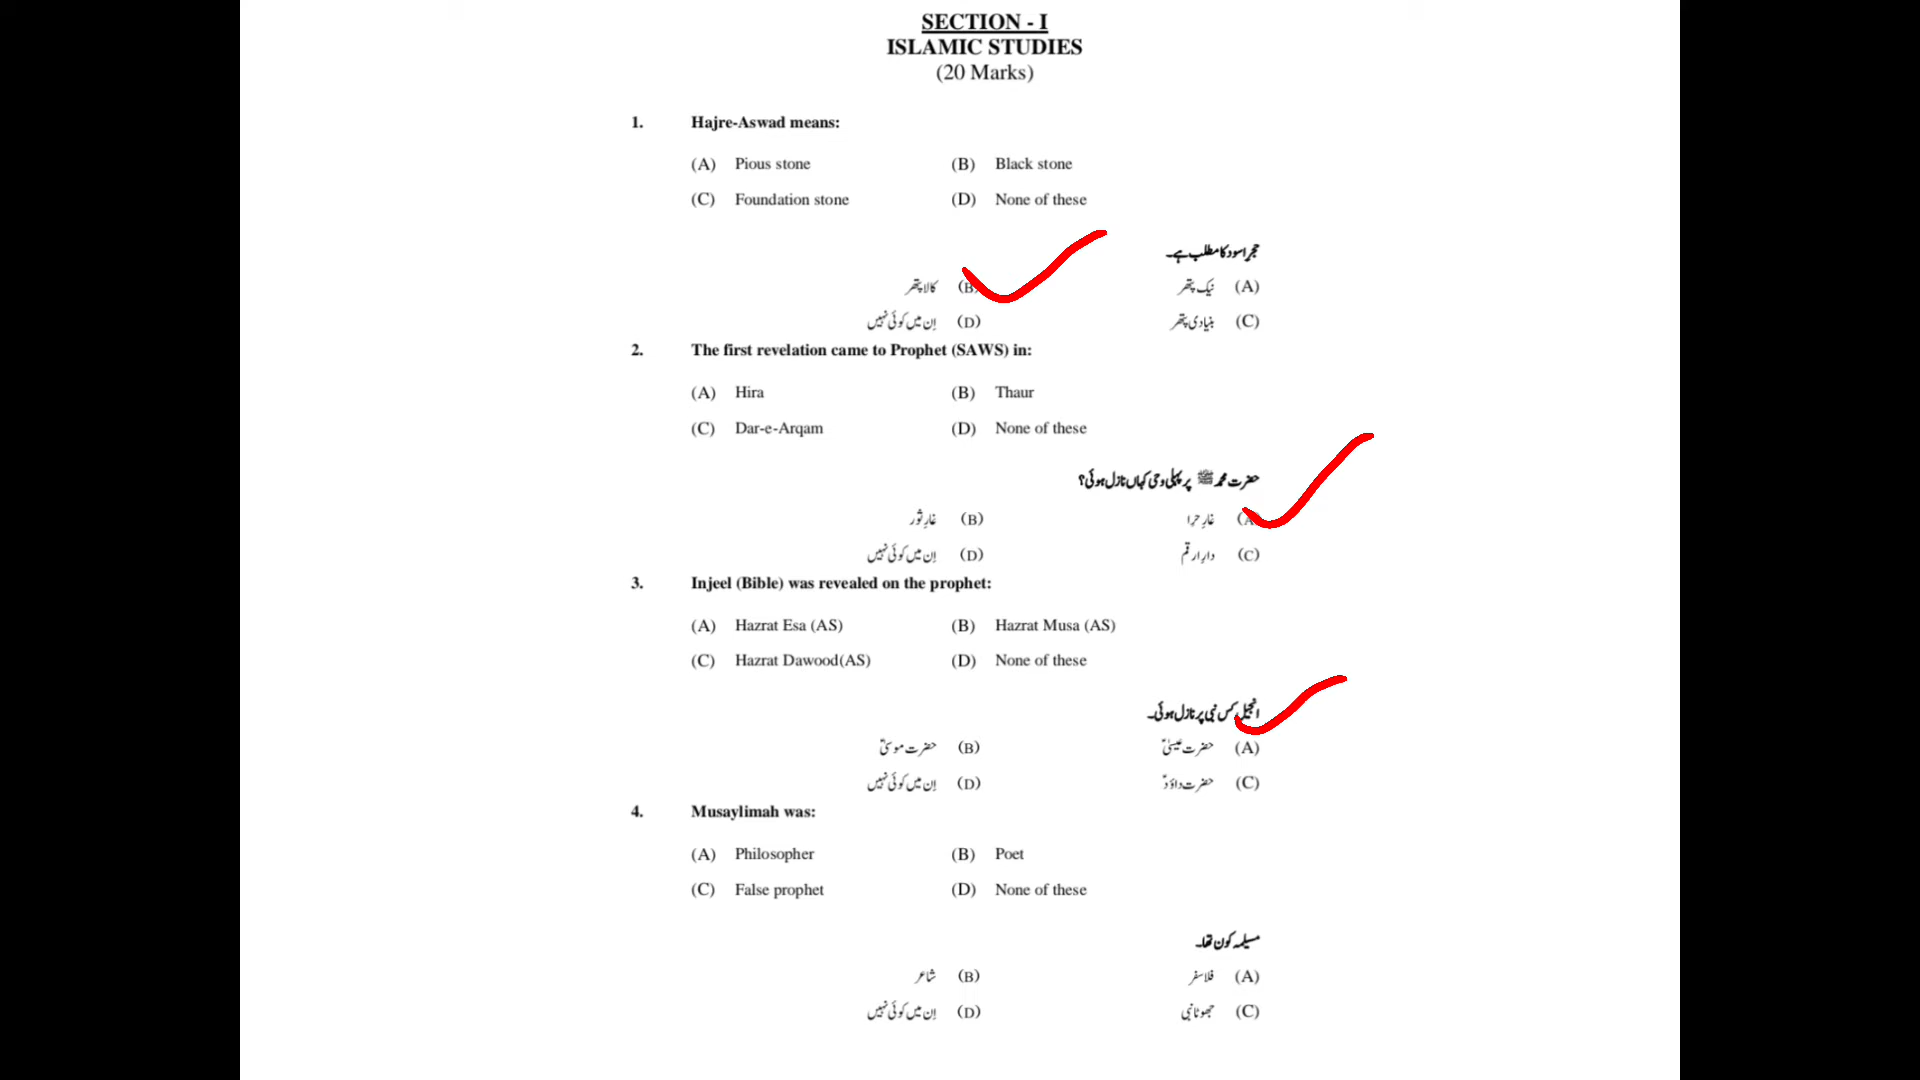 SECTION - I
ISLAMIC STUDIES
(20 Marks)
1. Hajre-Aswad means:
(A) Pious stone (B) Black stone
(C) Foundation stone (D) None of these
حجرِ اسود کا مطلب ہے۔
(A) نیک پتھر (B) کالا پتھر
(C) بنیادی پتھر (D) اِن میں کوئی نہیں
2. The first revelation came to Prophet (SAWS) in:
(A) Hira (B) Thaur
(C) Dar-e-Arqam (D) None of these
حضرت محمد ﷺ پر پہلی وحی کہاں نازل ہوئی؟
(A) غارِ حرا (B) غارِ ثور
(C) دارِ ارقم (D) اِن میں کوئی نہیں
3. Injeel (Bible) was revealed on the prophet:
(A) Hazrat Esa (AS) (B) Hazrat Musa (AS)
(C) Hazrat Dawood(AS) (D) None of these
انجیل کس نبی پر نازل ہوئی۔
(A) حضرت عیسیٰؑ (B) حضرت موسیٰؑ
(C) حضرت داؤدؑ (D) اِن میں کوئی نہیں
4. Musaylimah was:
(A) Philosopher (B) Poet
(C) False prophet (D) None of these
مسیلمہ کون تھا۔
(A) فلاسفر (B) شاعر
(C) جھوٹا نبی (D) اِن میں کوئی نہیں